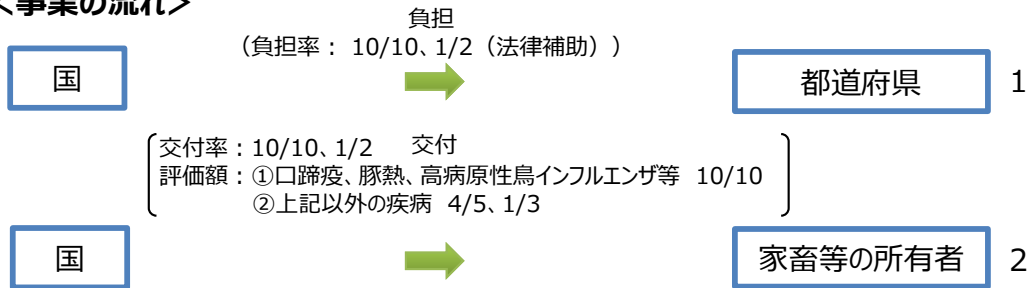 <事業の流れ>
負担
(負担率: 10/10、1/2(法律補助))
国
都道府県
1
交付率:10/10、1/2 交付
評価額:①口蹄疫、豚熱、高病原性鳥インフルエンザ等 10/10
②上記以外の疾病 4/5、1/3
国
家畜等の所有者
2